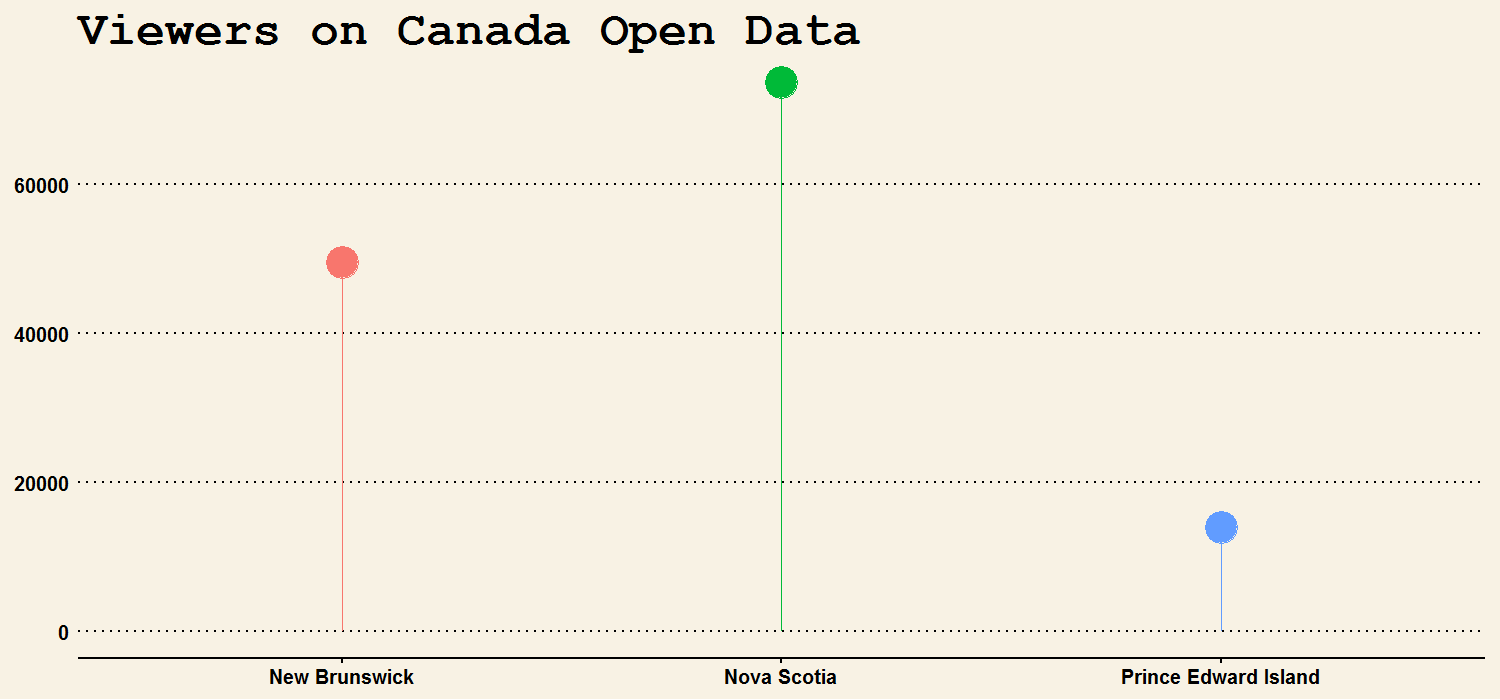 Viewers on Canada Open Data
60000
40000
20000
0
New Brunswick
Nova Scotia
Prince Edward Island